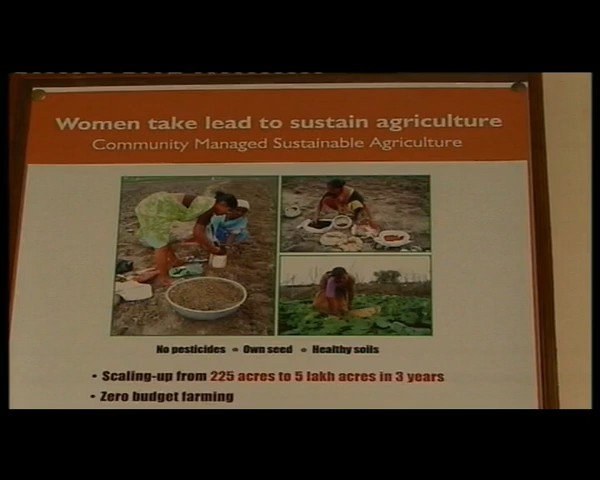 Women take lead to sustain agriculture
Community Managed Sustainable Agriculture
No pesticides • Own seed • Healthy soils
• Scaling-up from 225 acres to 5 lakh acres in 3 years
• Zero budget farming